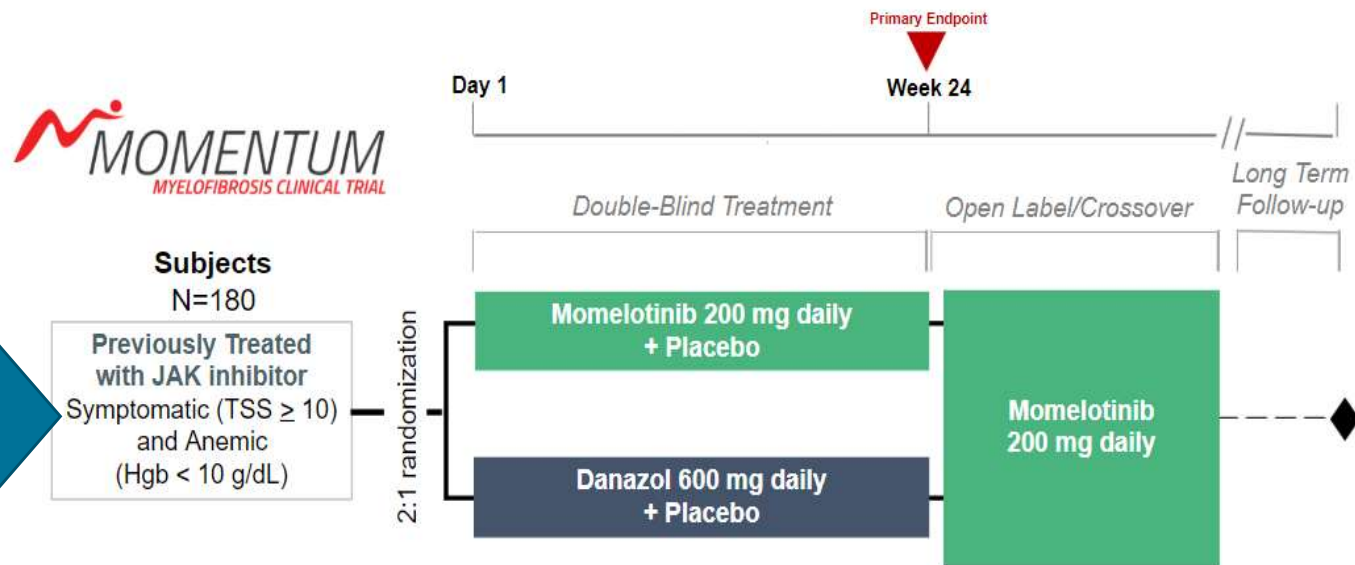 Primary Endpoint
Day 1
Week 24
MOMENTUM
MYELOFIBROSIS CLINICAL TRIAL
Double-Blind Treatment
Open Label/Crossover
Long Term
Follow-up
Subjects
N=180
Previously Treated
with JAK inhibitor
Symptomatic (TSS ≥ 10)
and Anemic
(Hgb < 10 g/dL)
2:1 randomization
Momelotinib 200 mg daily
+ Placebo
Danazol 600 mg daily
+ Placebo
Momelotinib
200 mg daily